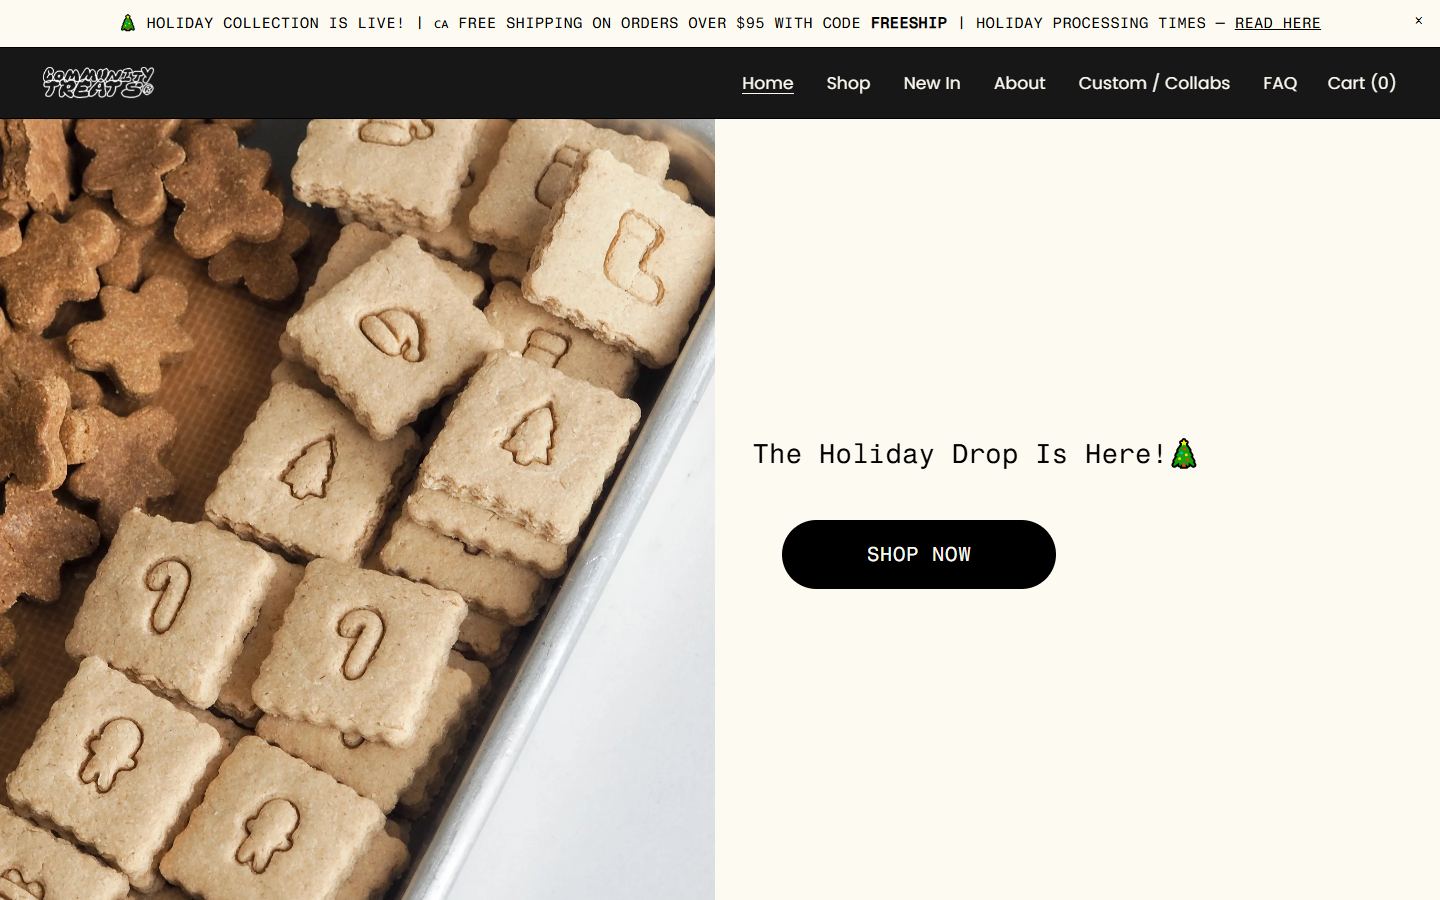 🎄 HOLIDAY COLLECTION IS LIVE! | CA FREE SHIPPING ON ORDERS OVER $95 WITH CODE FREESHIP | HOLIDAY PROCESSING TIMES — READ HERE
COMMUNITY
TREATS
Home Shop New In About Custom / Collabs FAQ Cart (0)
The Holiday Drop Is Here!🎄
SHOP NOW